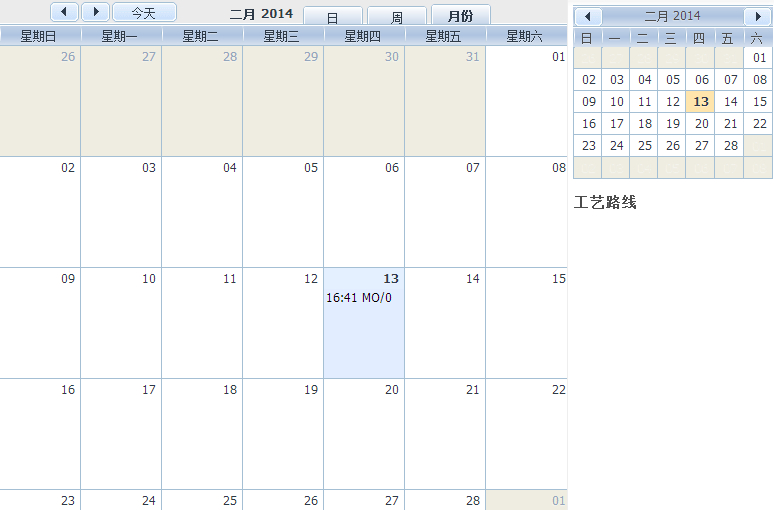 今天 二月 2014 日 周 月份
星期日 星期一 星期二 星期三 星期四 星期五 星期六
26 27 28 29 30 31 01
02 03 04 05 06 07 08
09 10 11 12 13 14 15
16:41 MO/0
16 17 18 19 20 21 22
23 24 25 26 27 28 01
二月 2014
日 一 二 三 四 五 六
01
02 03 04 05 06 07 08
09 10 11 12 13 14 15
16 17 18 19 20 21 22
23 24 25 26 27 28
工艺路线